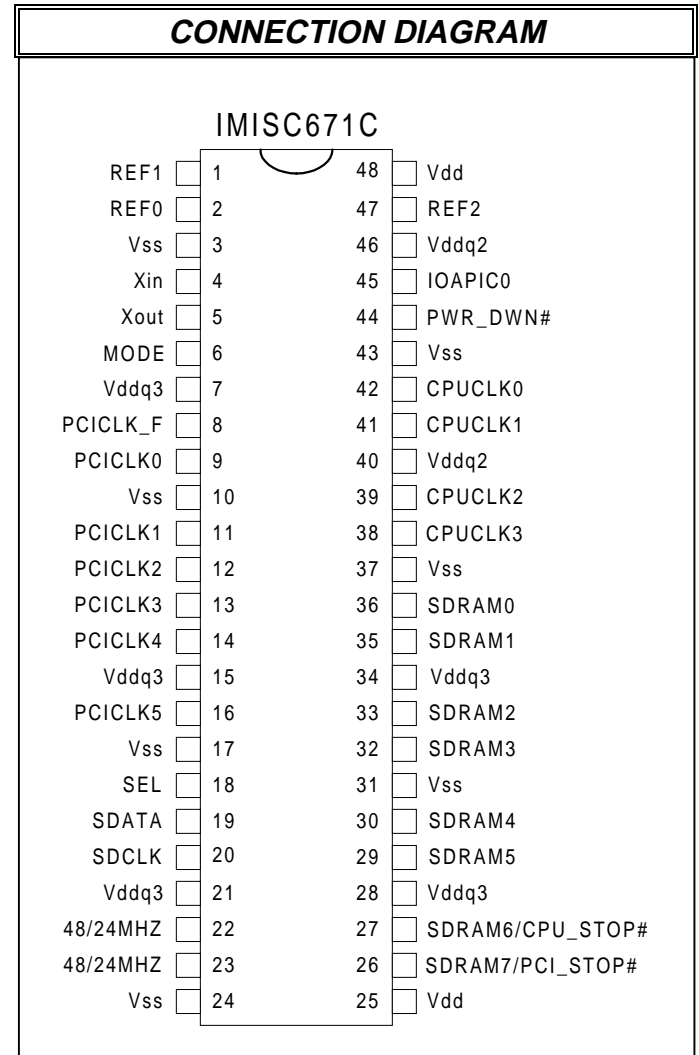 CONNECTION DIAGRAM
IMISC671C
REF1 1 48 Vdd
REF0 2 47 REF2
Vss 3 46 Vddq2
Xin 4 45 IOAPIC0
Xout 5 44 PWR_DWN#
MODE 6 43 Vss
Vddq3 7 42 CPUCLK0
PCICLK_F 8 41 CPUCLK1
PCICLK0 9 40 Vddq2
Vss 10 39 CPUCLK2
PCICLK1 11 38 CPUCLK3
PCICLK2 12 37 Vss
PCICLK3 13 36 SDRAM0
PCICLK4 14 35 SDRAM1
Vddq3 15 34 Vddq3
PCICLK5 16 33 SDRAM2
Vss 17 32 SDRAM3
SEL 18 31 Vss
SDATA 19 30 SDRAM4
SDCLK 20 29 SDRAM5
Vddq3 21 28 Vddq3
48/24MHZ 22 27 SDRAM6/CPU_STOP#
48/24MHZ 23 26 SDRAM7/PCI_STOP#
Vss 24 25 Vdd